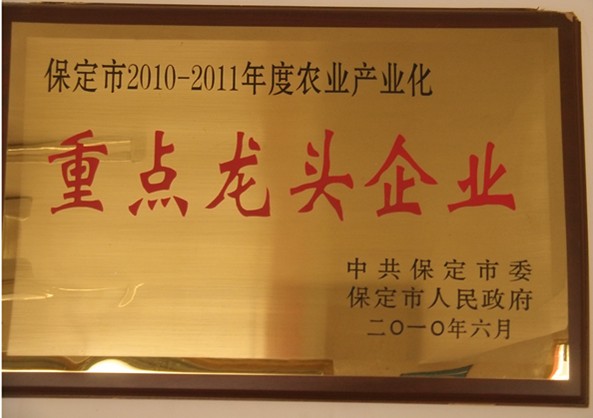 保定市2010-2011年度农业产业化
重点龙头企业
中共保定市委
保定市人民政府
二〇一〇年六月